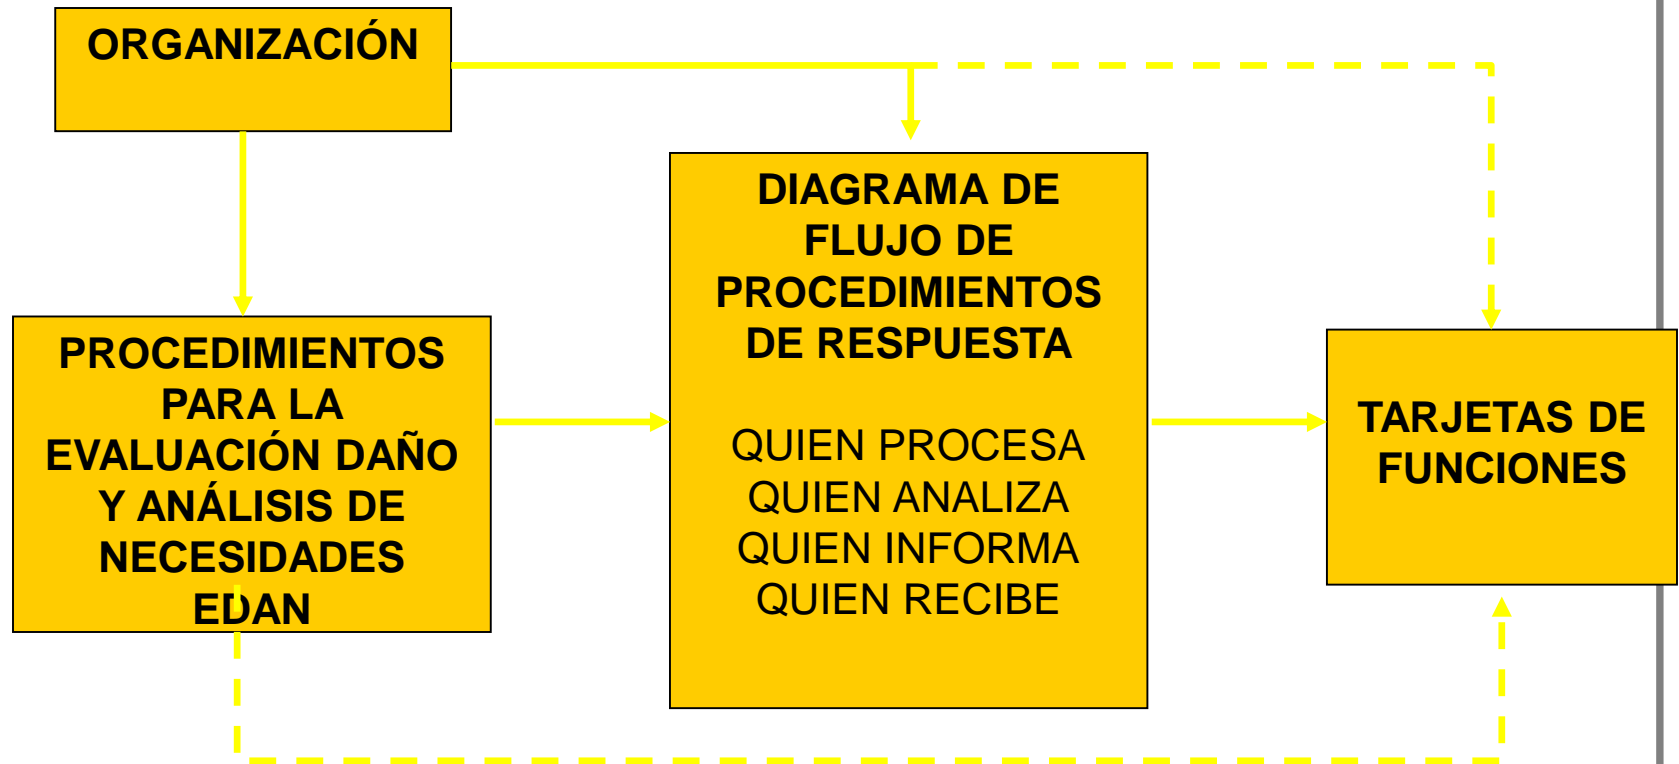 ORGANIZACIÓN
PROCEDIMIENTOS
PARA LA
EVALUACIÓN DAÑO
Y ANÁLISIS DE
NECESIDADES
EDAN
DIAGRAMA DE
FLUJO DE
PROCEDIMIENTOS
DE RESPUESTA
QUIEN PROCESA
QUIEN ANALIZA
QUIEN INFORMA
QUIEN RECIBE
TARJETAS DE
FUNCIONES